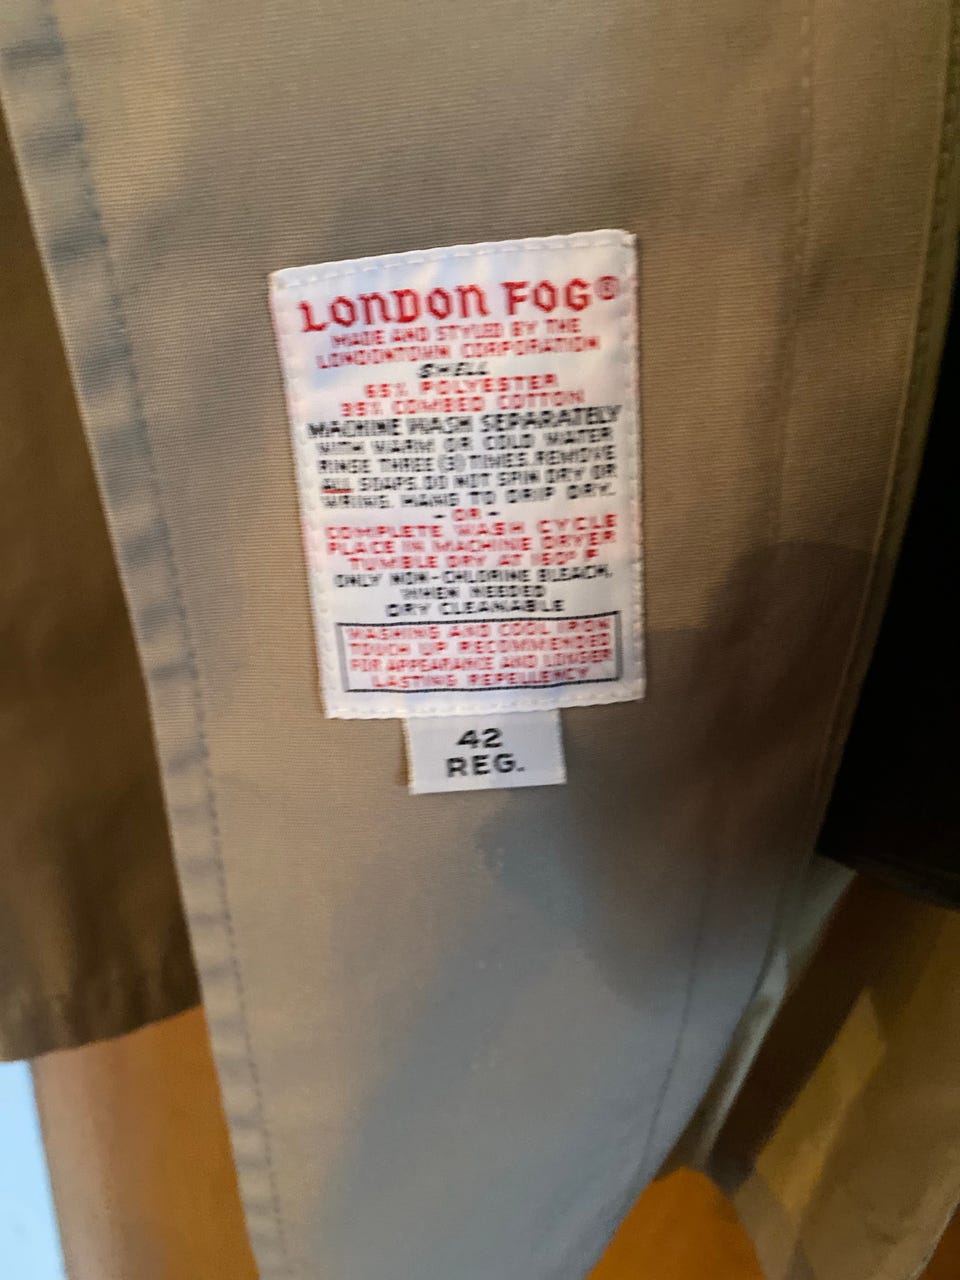 LONDON FOG®
MADE AND STYLED BY THE
LONDONTOWN CORPORATION
SHELL
65% POLYESTER
35% COMBED COTTON
MACHINE WASH SEPARATELY
WITH WARM OR COLD WATER
RINSE THREE (3) TIMES. REMOVE
ALL SOAPS. DO NOT SPIN DRY OR
WRING. HANG TO DRIP DRY.
- OR -
COMPLETE WASH CYCLE
PLACE IN MACHINE DRYER
TUMBLE DRY AT 160° F
ONLY NON-CHLORINE BLEACH,
WHEN NEEDED
DRY CLEANABLE
WASHING AND COOL IRON
TOUCH UP RECOMMENDED
FOR APPEARANCE AND LONGER
LASTING REPELLENCY
42
REG.